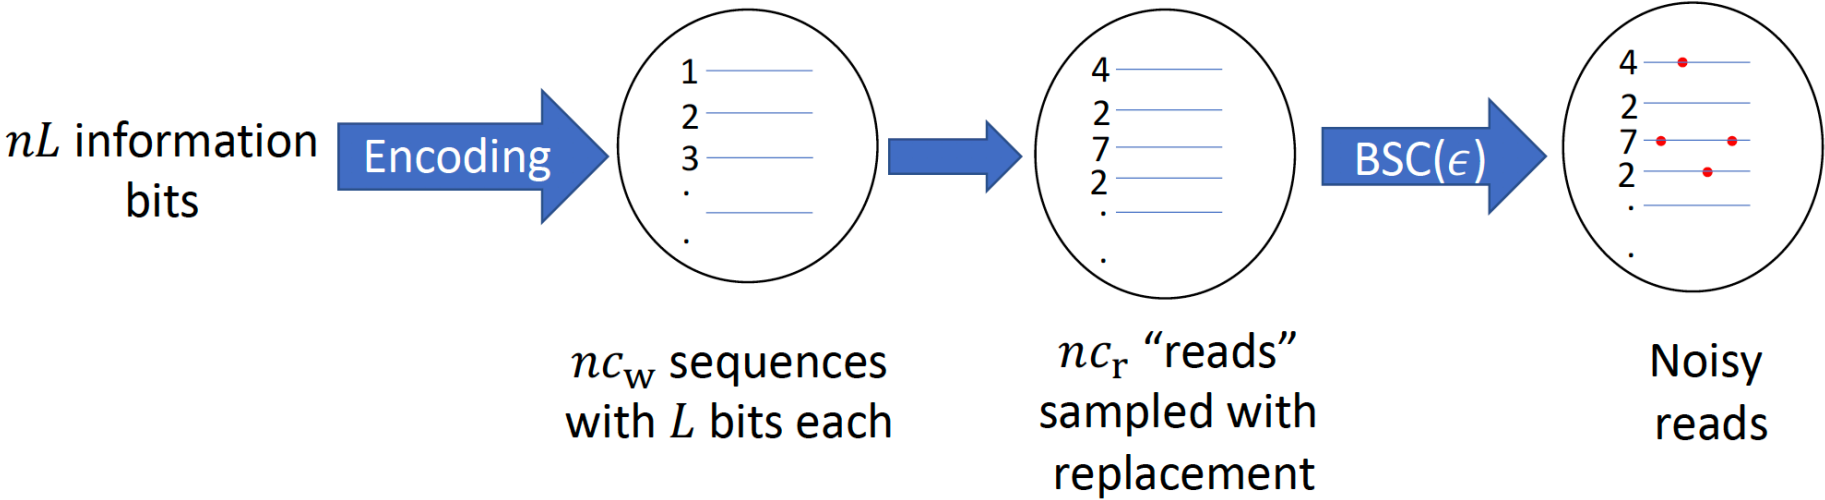 nL information
bits
Encoding
1
2
3
.
.
nc_w sequences
with L bits each
4
2
7
2
.
.
nc_r “reads”
sampled with
replacement
BSC(ϵ)
4
2
7
2
.
.
Noisy
reads